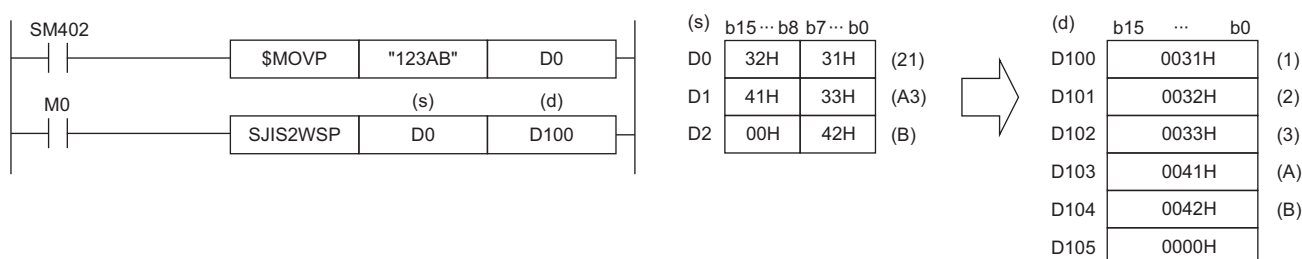 SM402
$MOVP "123AB" D0
M0 (s) (d)
SJIS2WSP D0 D100
(s) b15 ··· b8 b7 ··· b0
D0 32H 31H (21)
D1 41H 33H (A3)
D2 00H 42H (B)
(d) b15 ··· b0
D100 0031H (1)
D101 0032H (2)
D102 0033H (3)
D103 0041H (A)
D104 0042H (B)
D105 0000H